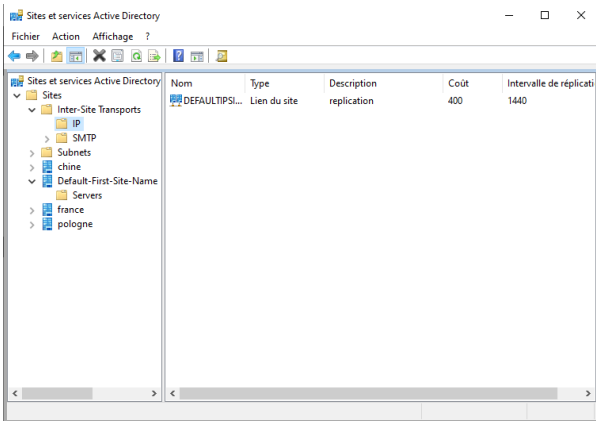 Sites et services Active Directory
Fichier Action Affichage ?
Sites et services Active Directory
Sites
Inter-Site Transports
IP
SMTP
Subnets
chine
Default-First-Site-Name
Servers
france
pologne
Nom Type Description Coût Intervalle de réplicati
DEFAULTIPSI... Lien du site replication 400 1440